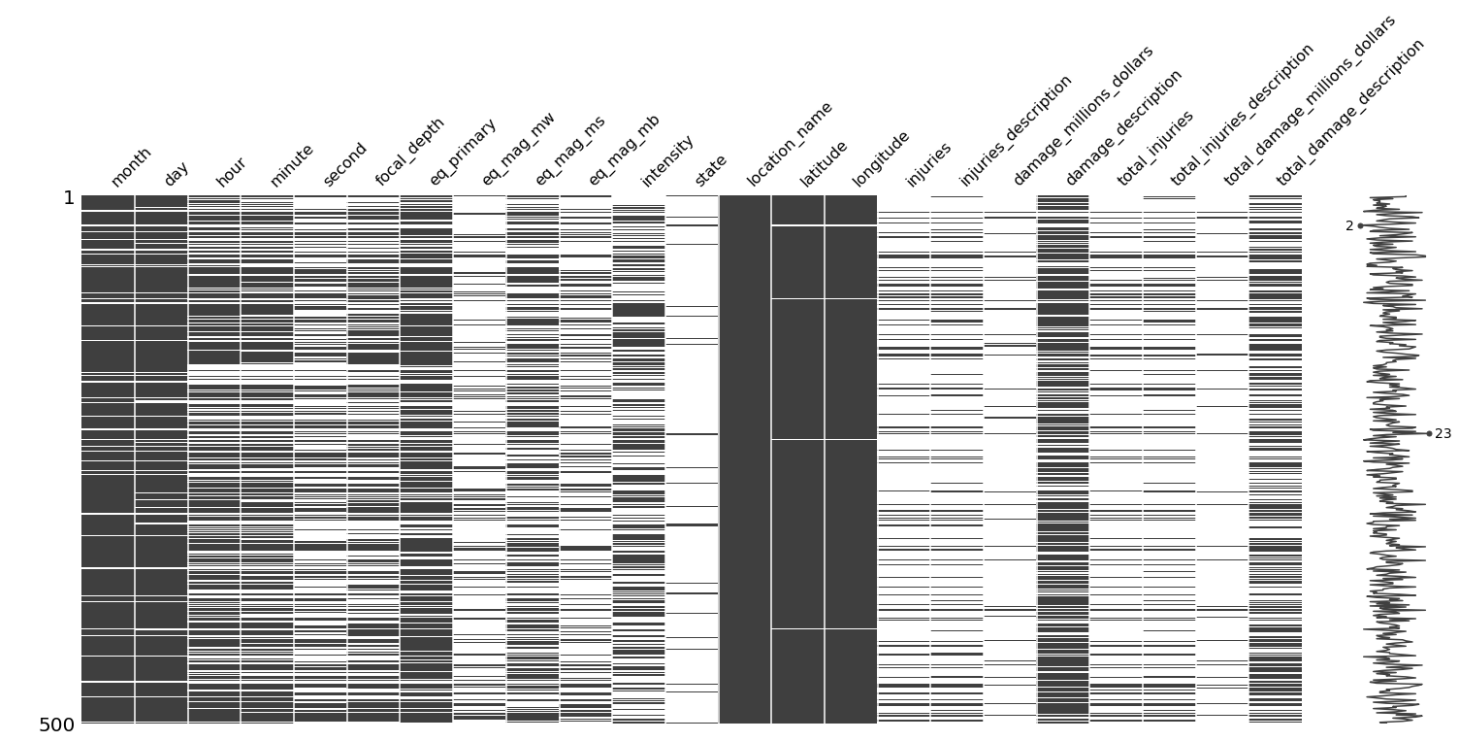 month
day
hour
minute
second
focal_depth
eq_primary
eq_mag_mw
eq_mag_ms
eq_mag_mb
intensity
state
location_name
latitude
longitude
injuries
injuries_description
damage_millions_dollars
damage_description
total_injuries
total_injuries_description
total_damage_millions_dollars
total_damage_description
1
2
23
500